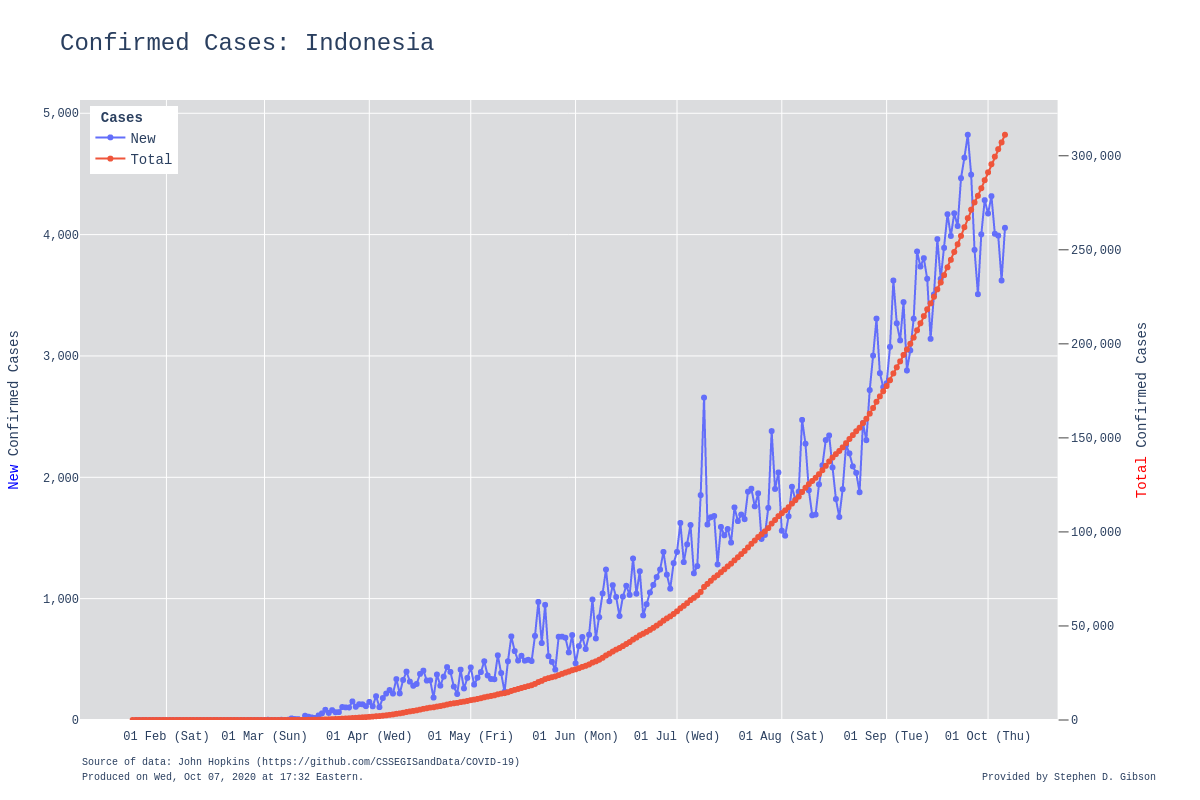 Confirmed Cases: Indonesia
Cases
New
Total
5,000
4,000
3,000
2,000
1,000
0
New Confirmed Cases
300,000
250,000
200,000
150,000
100,000
50,000
0
Total Confirmed Cases
01 Feb (Sat) 01 Mar (Sun) 01 Apr (Wed) 01 May (Fri) 01 Jun (Mon) 01 Jul (Wed) 01 Aug (Sat) 01 Sep (Tue) 01 Oct (Thu)
Source of data: John Hopkins (https://github.com/CSSEGISandData/COVID-19)
Produced on Wed, Oct 07, 2020 at 17:32 Eastern.
Provided by Stephen D. Gibson